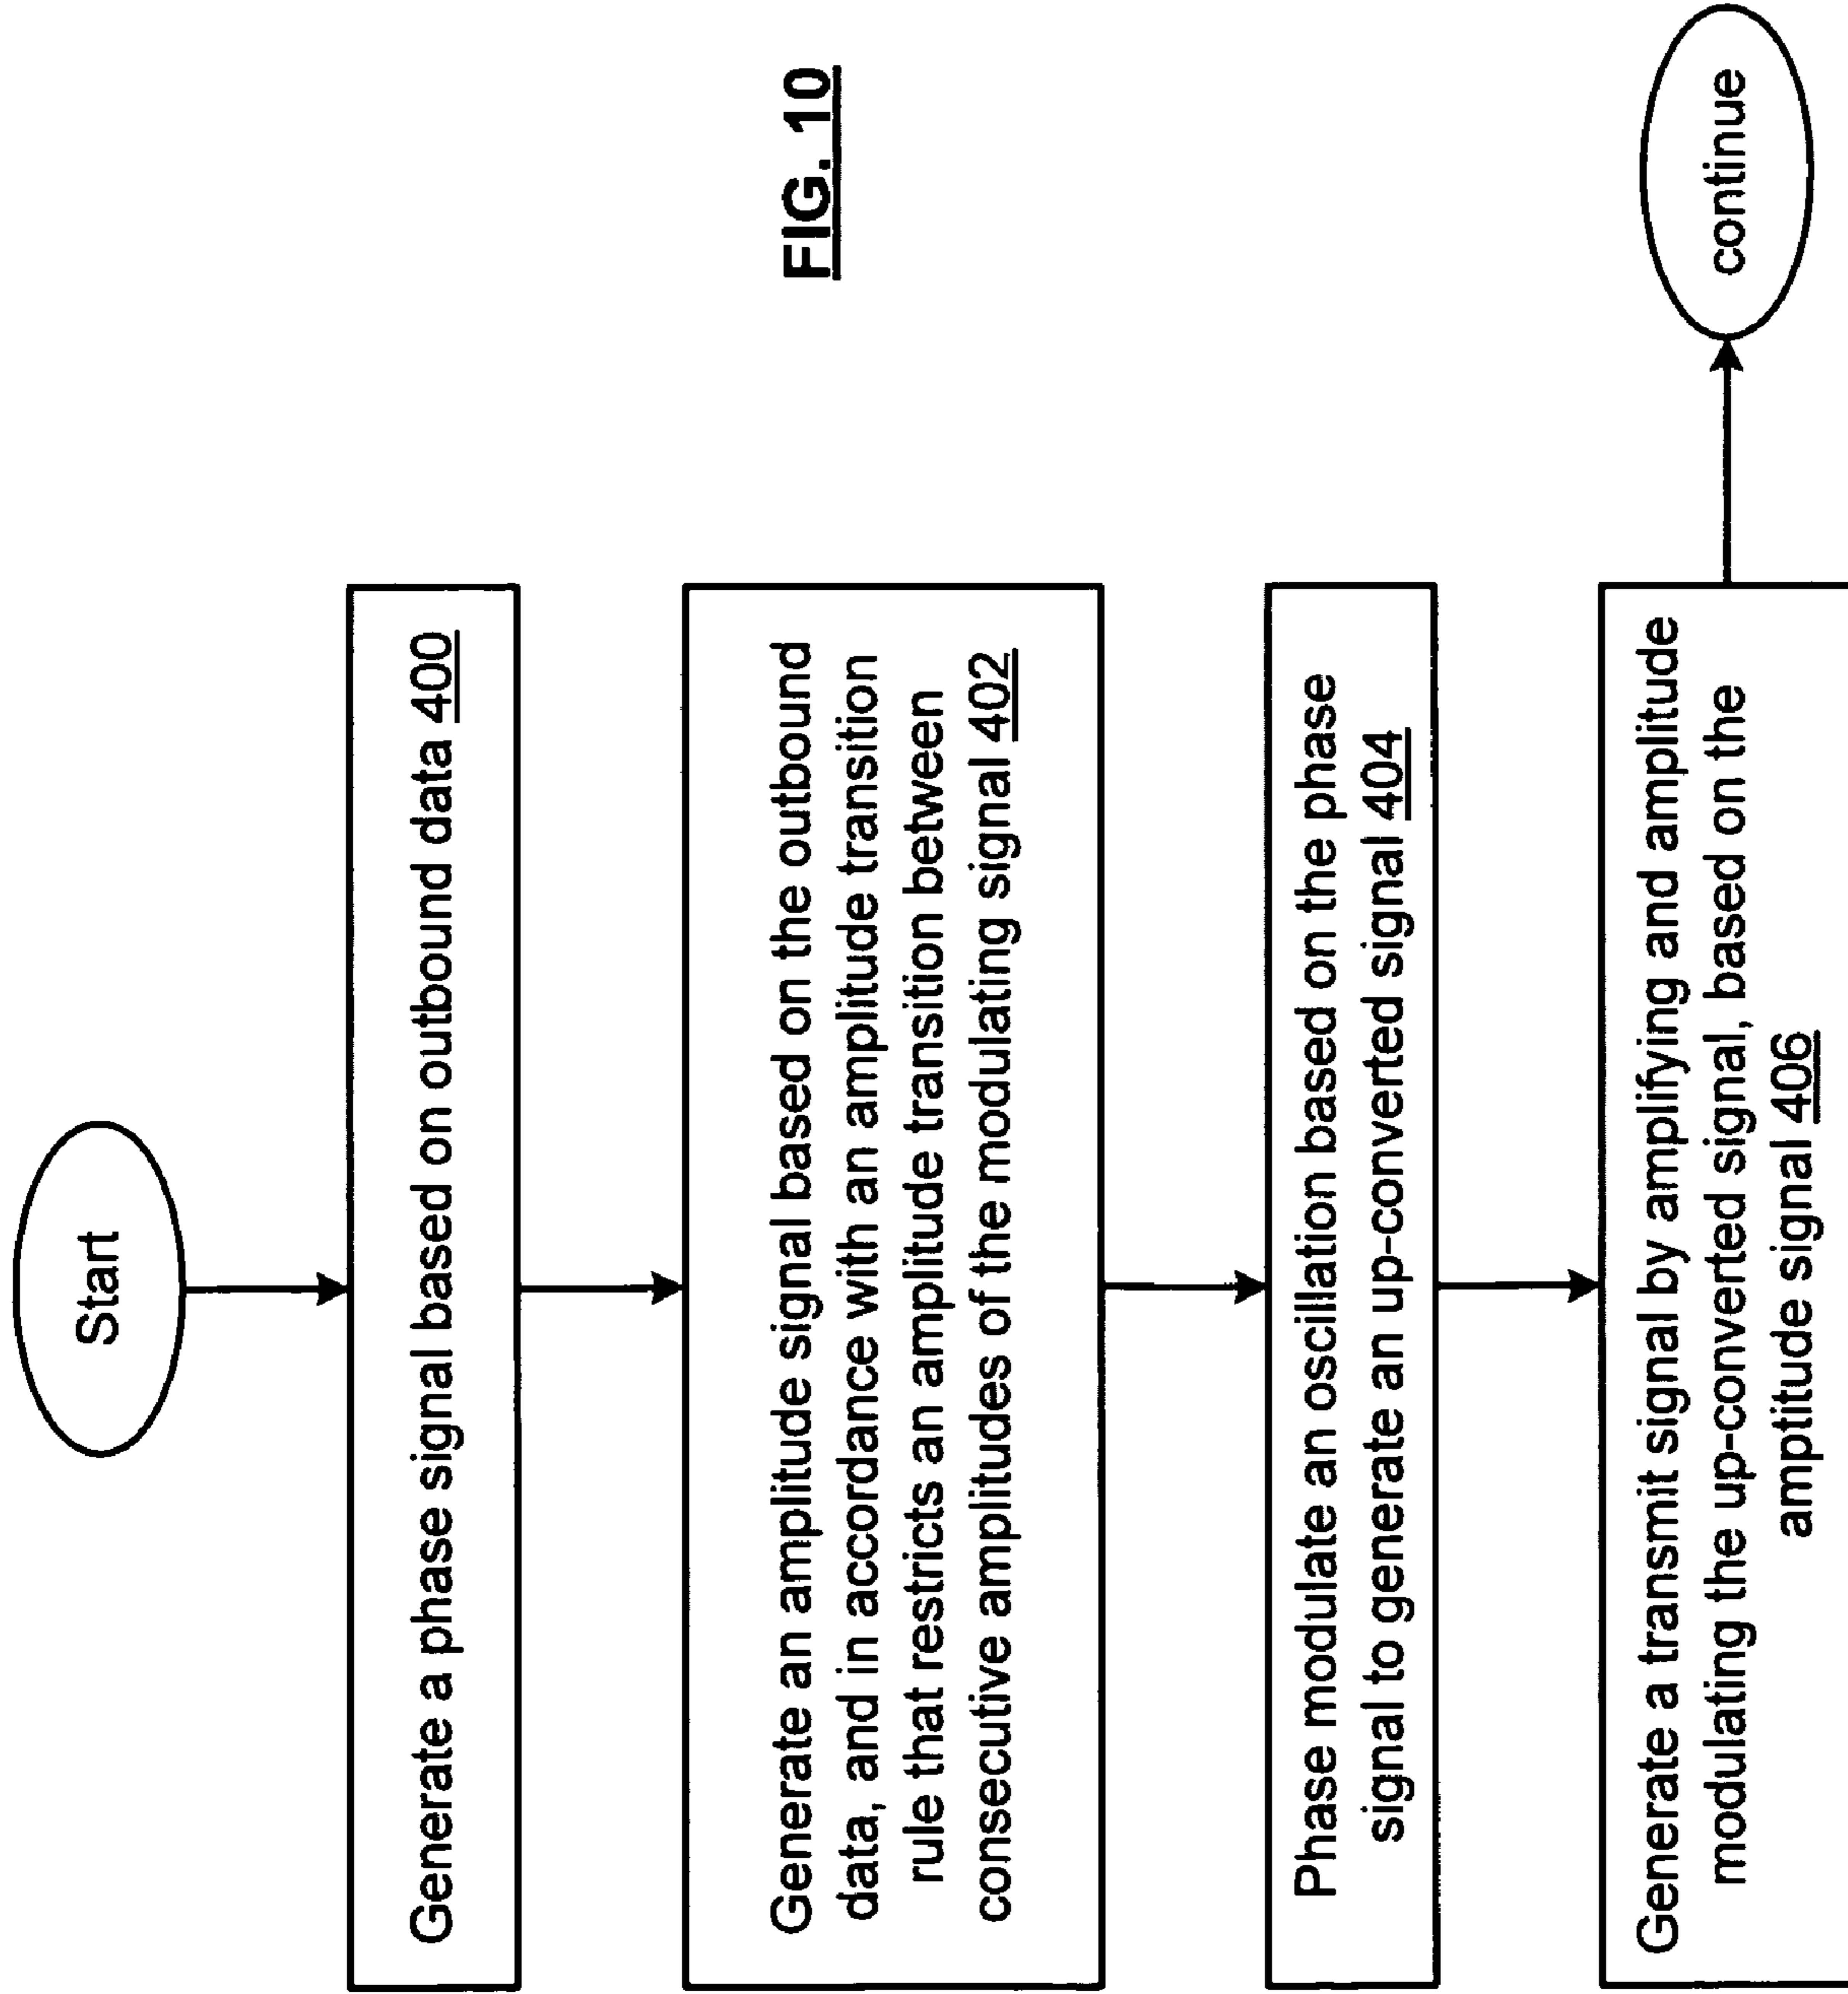 Start
Generate a phase signal based on outbound data 400
Generate an amplitude signal based on the outbound
data, and in accordance with an amplitude transition
rule that restricts an amplitude transition between
consecutive amplitudes of the modulating signal 402
Phase modulate an oscillation based on the phase
signal to generate an up-converted signal 404
Generate a transmit signal by amplifying and amplitude
modulating the up-converted signal, based on the
amptitude signal 406
continue
FIG. 10